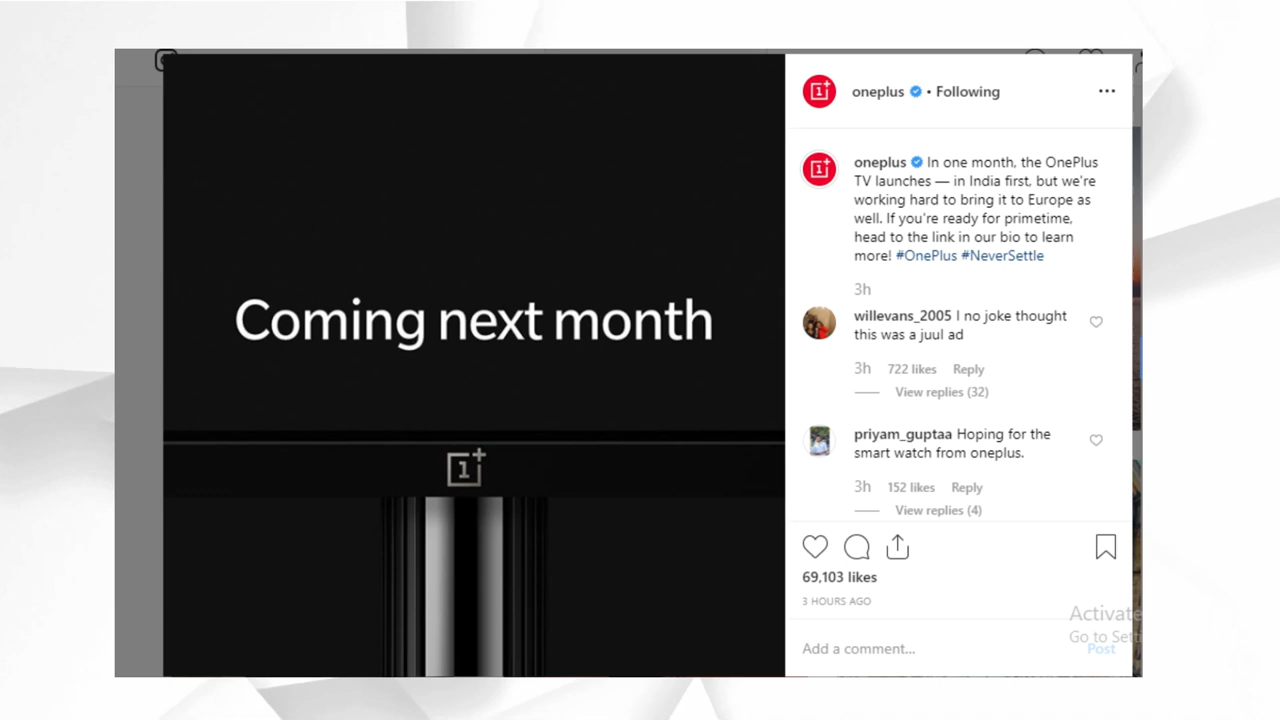 Coming next month
oneplus • Following
oneplus In one month, the OnePlus
TV launches — in India first, but we're
working hard to bring it to Europe as
well. If you're ready for primetime,
head to the link in our bio to learn
more! #OnePlus #NeverSettle
3h
willevans_2005 I no joke thought
this was a juul ad
3h 722 likes Reply
View replies (32)
priyam_guptaa Hoping for the
smart watch from oneplus.
3h 152 likes Reply
View replies (4)
69,103 likes
3 HOURS AGO
Activate
Go to Setti
Add a comment... Post